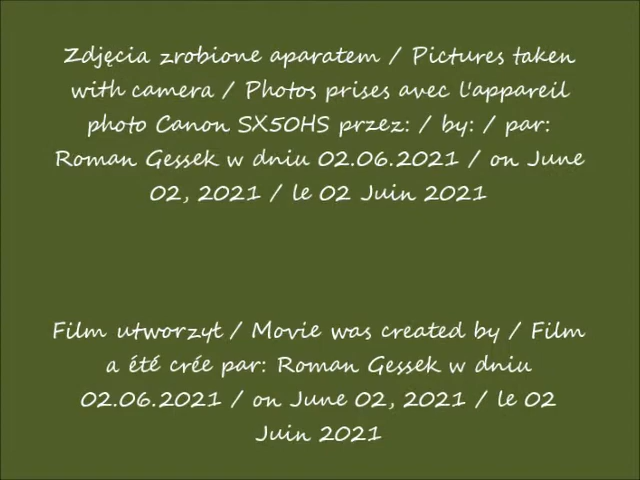 Zdjęcia zrobione aparatem / Pictures taken
with camera / Photos prises avec l'appareil
photo Canon SX50HS przez: / by: / par:
Roman Gessek w dniu 02.06.2021 / on June
02, 2021 / le 02 Juin 2021
Film utworzył / Movie was created by / Film
a été crée par: Roman Gessek w dniu
02.06.2021 / on June 02, 2021 / le 02
Juin 2021